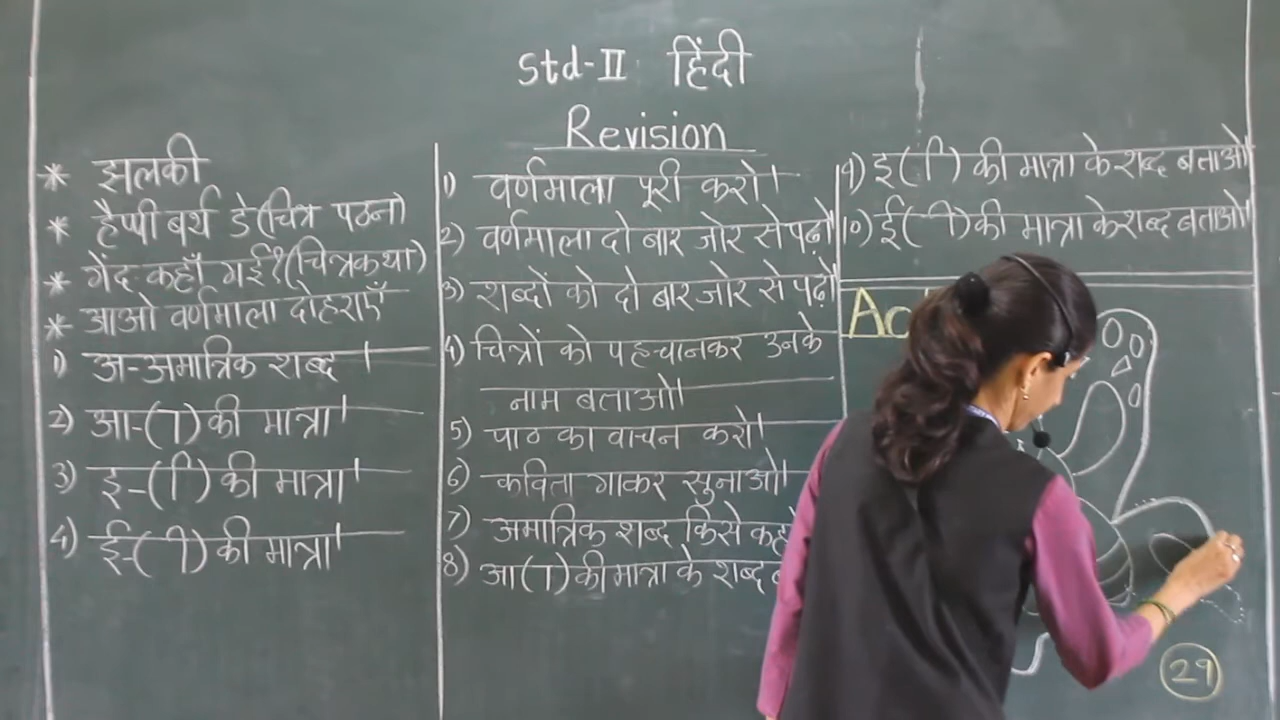 Std-II हिंदी
Revision
* झलकी
* हैप्पी बर्थ डे (चित्र पठन)
* गेंद कहाँ गई? (चित्रकथा)
* आओ वर्णमाला दोहराएँ
1) अ-अमात्रिक शब्द ।
2) आ-(ा) की मात्रा।
3) इ-(ि) की मात्रा।
4) ई-(ी) की मात्रा।
1) वर्णमाला पूरी करो।
2) वर्णमाला दो बार जोर से पढ़ो
3) शब्दों को दो बार जोर से पढ़ो
4) चित्रों को पहचानकर उनके
नाम बताओ।
5) पाठ का वाचन करो।
6) कविता गाकर सुनाओ।
7) अमात्रिक शब्द किसे
8) आ (ा) की मात्रा के शब्द
9) इ (ि) की मात्रा के शब्द बताओ।
10) ई (ी) की मात्रा के शब्द बताओ।
29